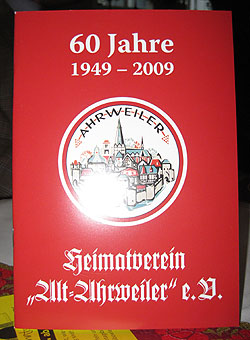 60 Jahre
1949 – 2009
AHRWEILER
Heimatverein
„Alt-Ahrweiler“ e.V.